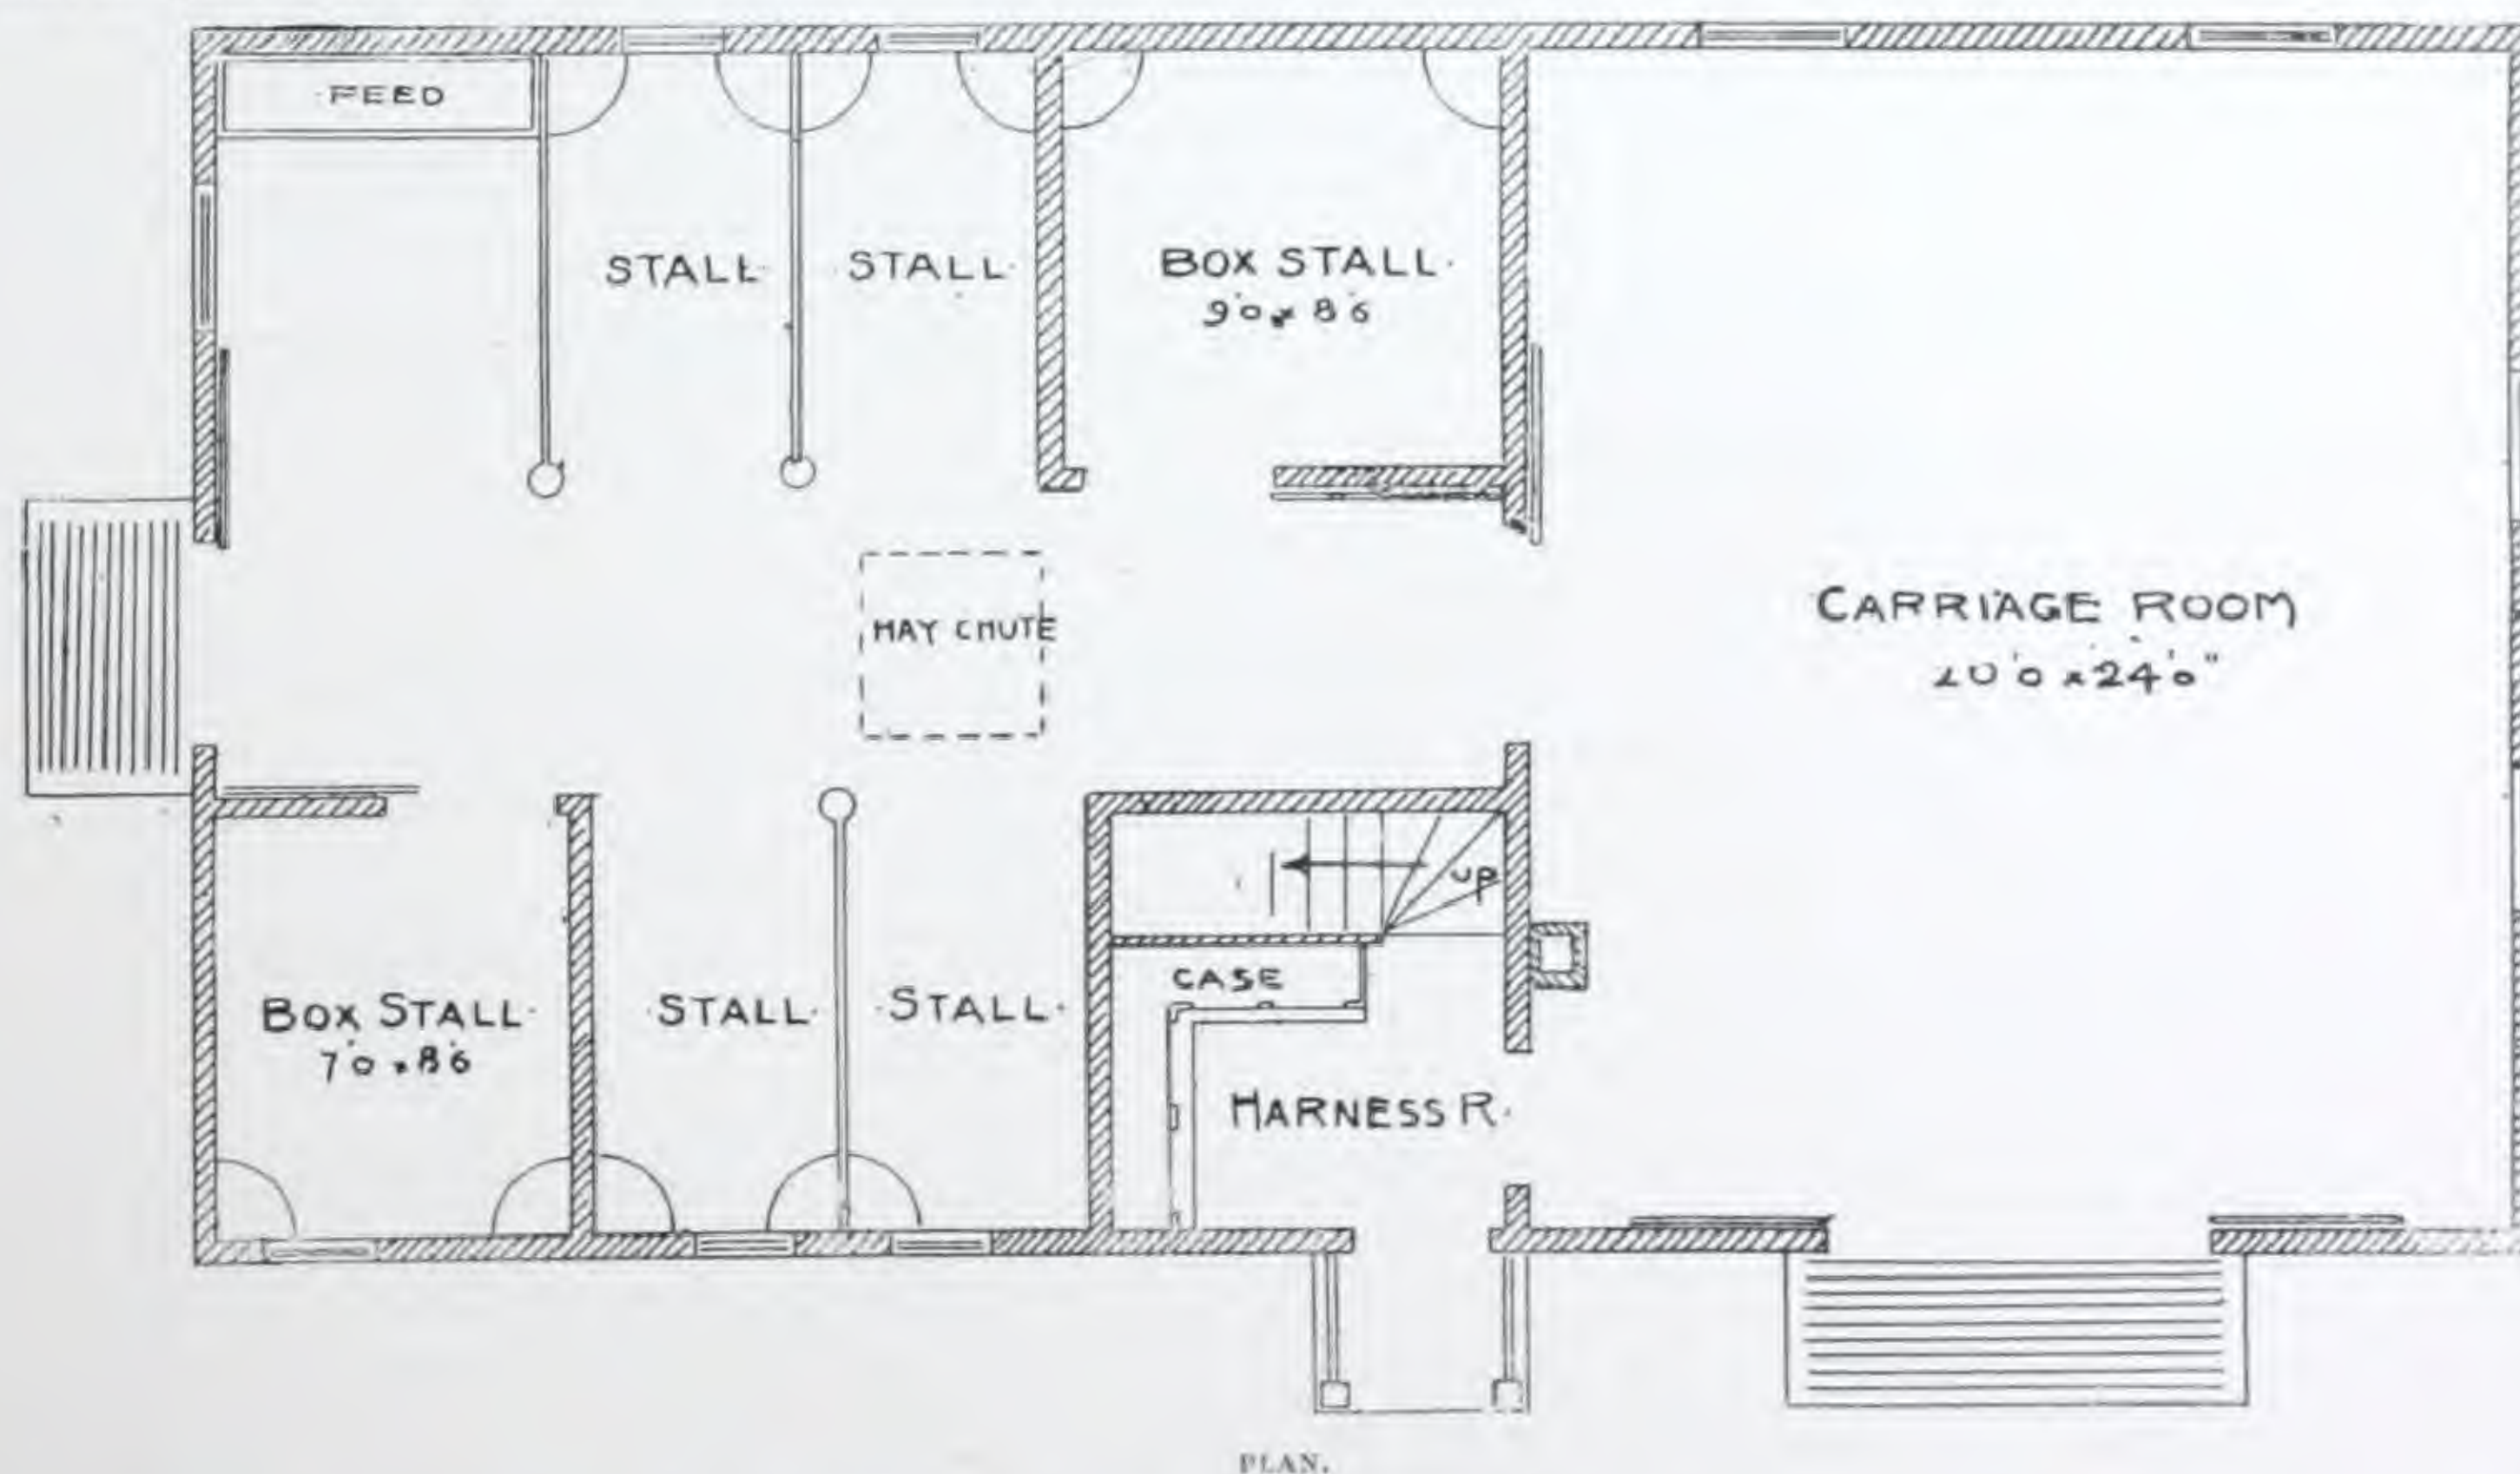 FEED
STALL
STALL
BOX STALL
9'0 x 8'6
HAY CHUTE
CARRIAGE ROOM
20'0 x 24'0"
UP
CASE
BOX STALL
7'0 x 8'6
STALL
STALL
HARNESS R.
PLAN.